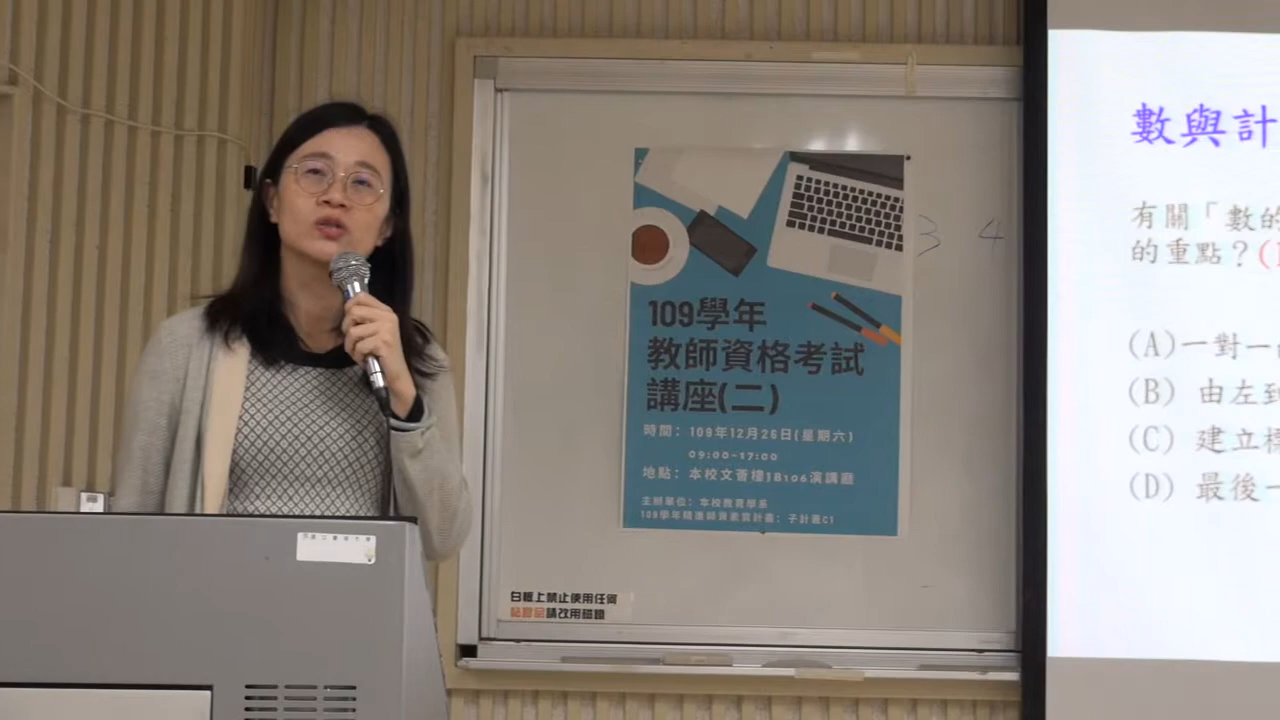 109學年
教師資格考試
講座(二)
時間：109年12月26日(星期六)
09:00-17:00
地點：本校文薈樓JB106演講廳
主辦單位：本校教育學系
109學年精進師資素質計畫：子計畫C1
3 4
白板上禁止使用任何
請改用磁鐵
數與計
有關「數的
的重點？
(A)一對一
(B) 由左到
(C) 建立
(D) 最後一